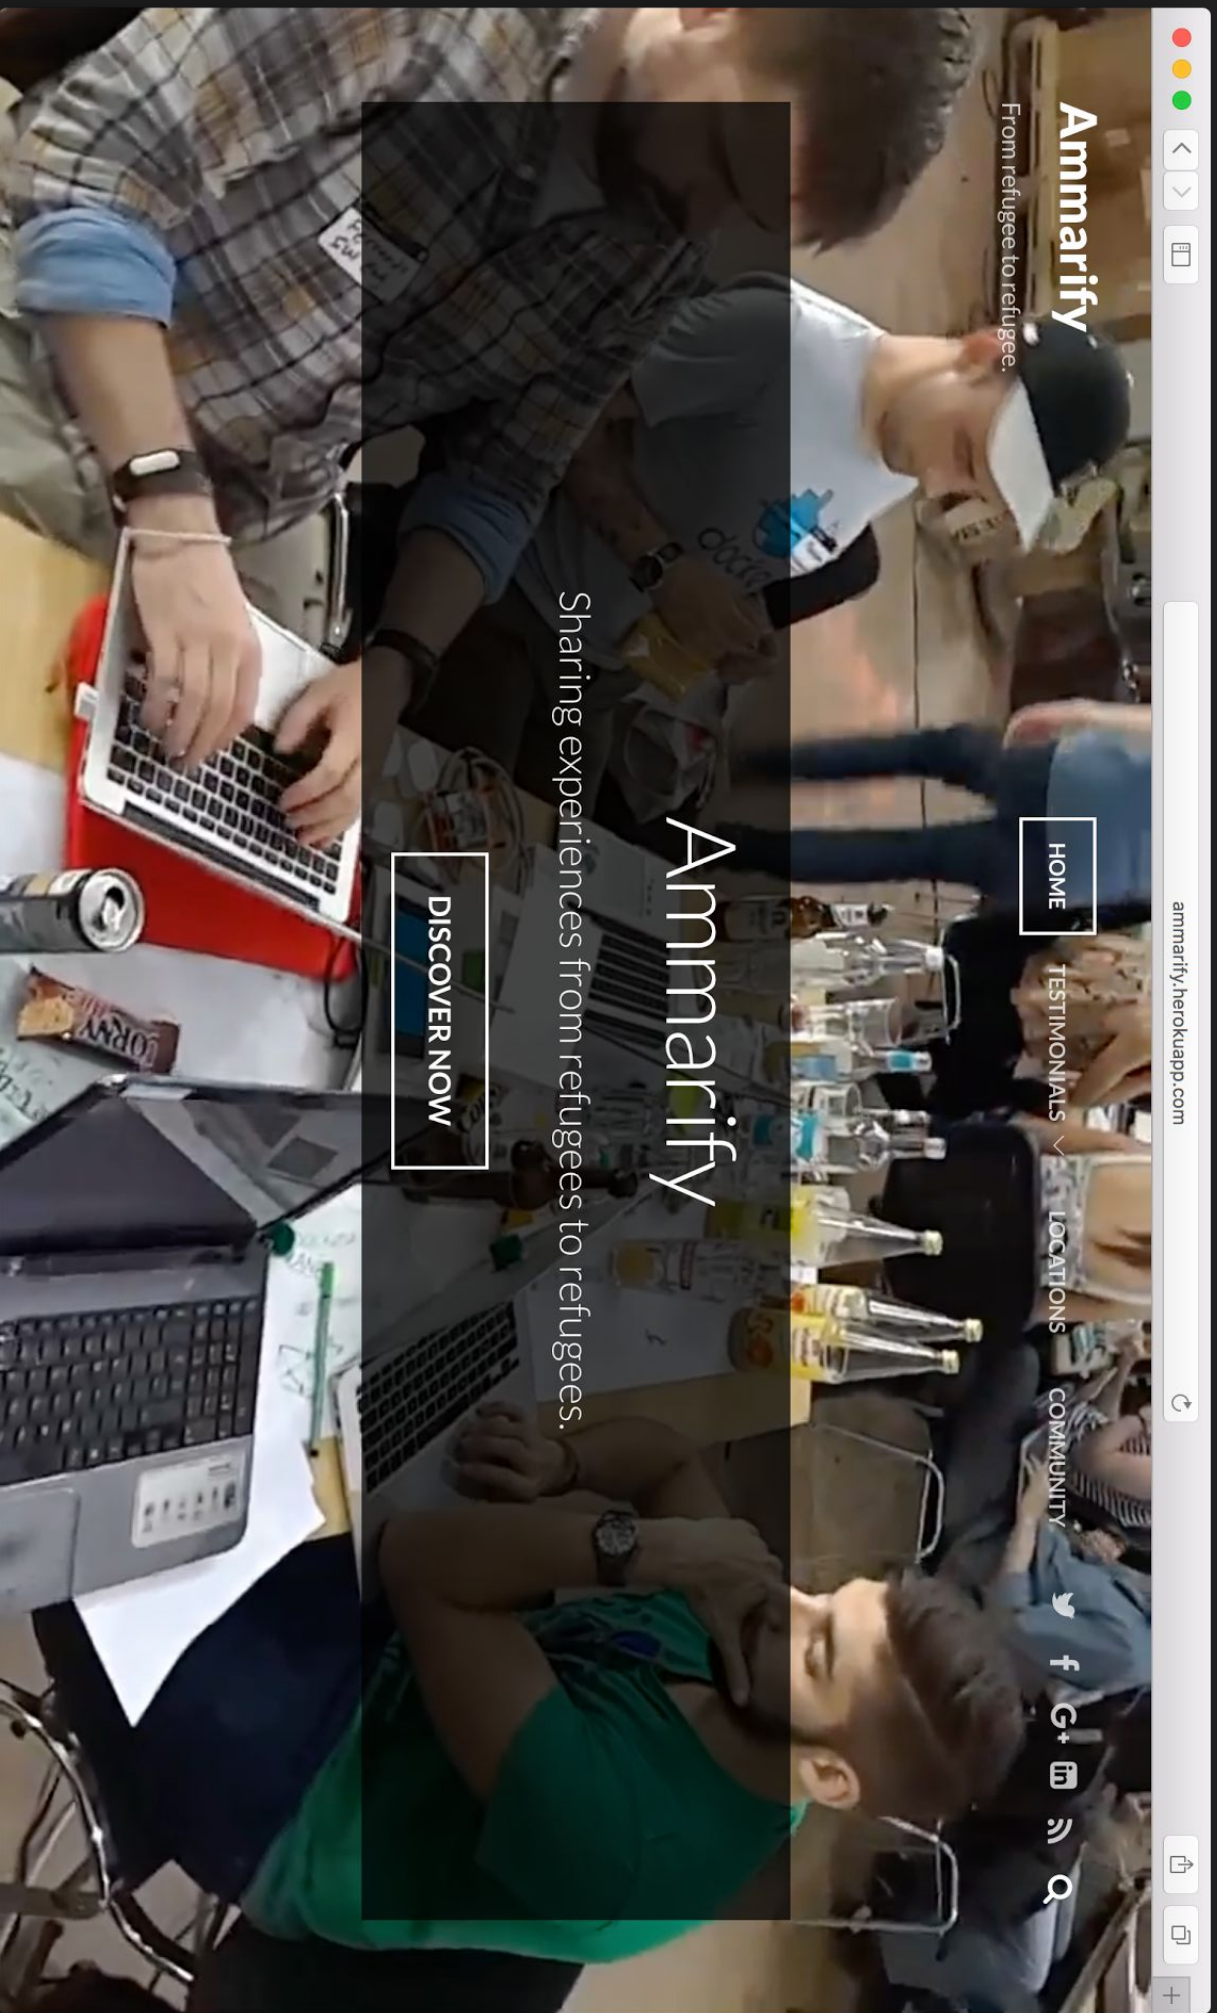 ammarify.herokuapp.com
Ammarify
From refugee to refugee.
HOME
TESTIMONIALS
LOCATIONS
COMMUNITY
Ammarify
Sharing experiences from refugees to refugees.
DISCOVER NOW
docker
CORNY